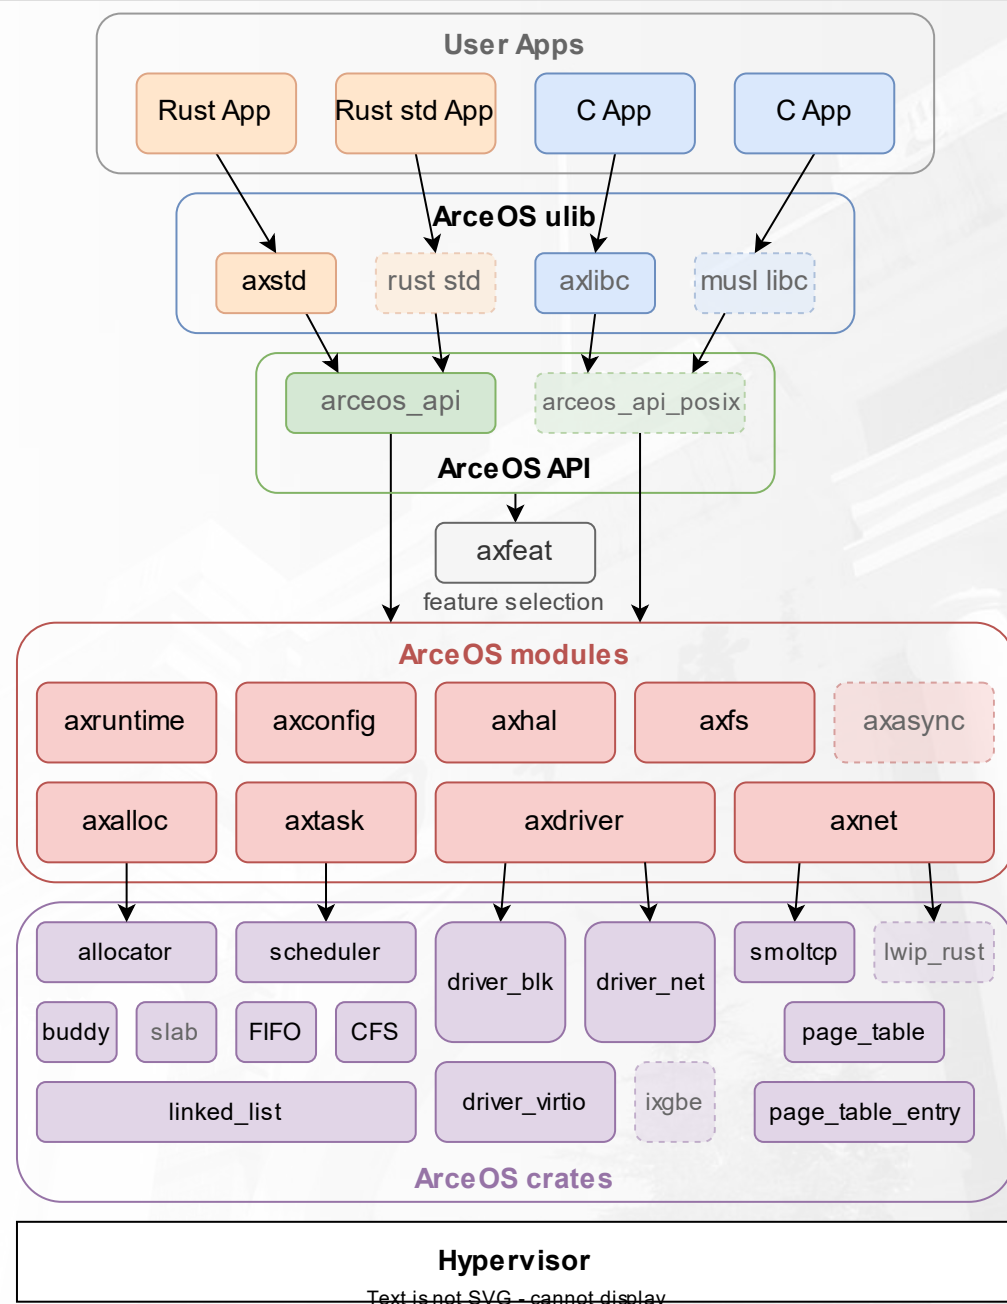 User Apps
Rust App
Rust std App
C App
C App
ArceOS ulib
axstd
rust std
axlibc
musl libc
arceos_api
arceos_api_posix
ArceOS API
axfeat
feature selection
ArceOS modules
axruntime
axconfig
axhal
axfs
axasync
axalloc
axtask
axdriver
axnet
allocator
scheduler
driver_blk
driver_net
smoltcp
lwip_rust
buddy
slab
FIFO
CFS
page_table
linked_list
driver_virtio
ixgbe
page_table_entry
ArceOS crates
Hypervisor
Text is not SVG - cannot display